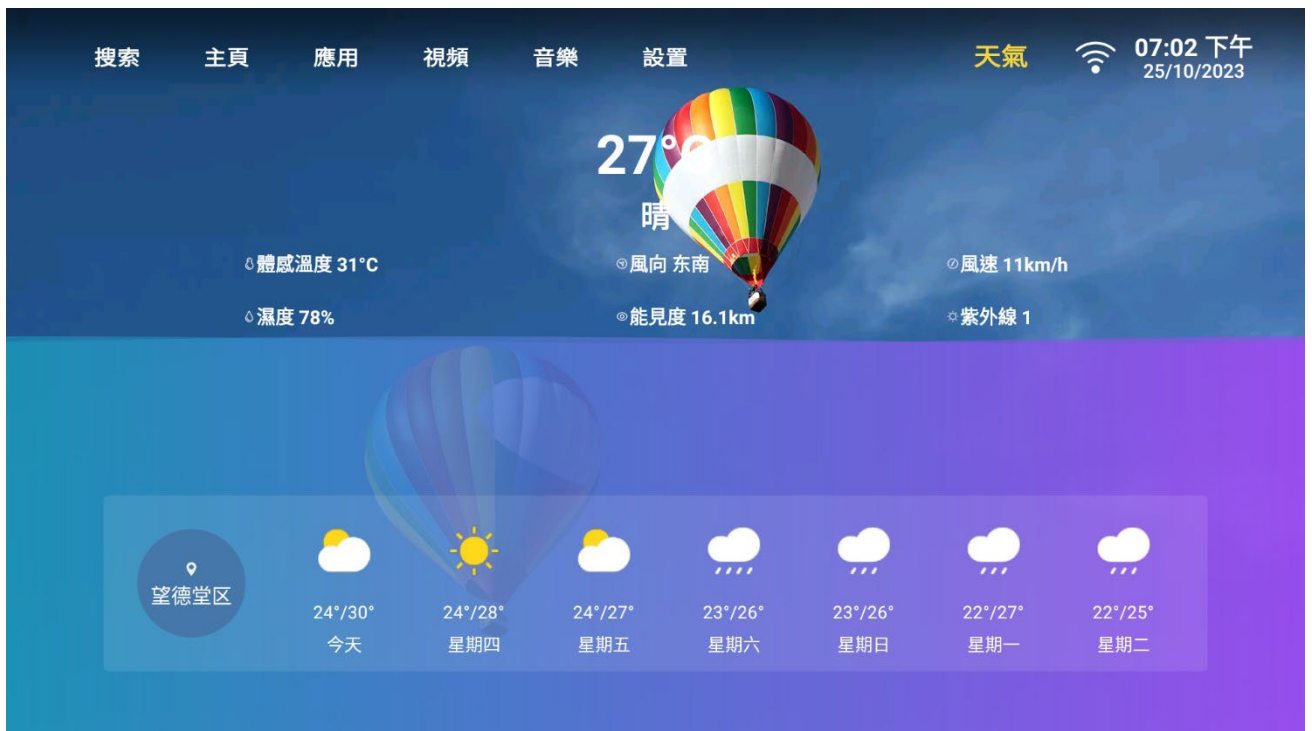 搜索 主頁 應用 視頻 音樂 設置 天氣 07:02 下午
25/10/2023
27°C
晴
體感溫度 31°C 風向 东南 風速 11km/h
濕度 78% 能見度 16.1km 紫外線 1
望德堂区
24°/30° 24°/28° 24°/27° 23°/26° 23°/26° 22°/27° 22°/25°
今天 星期四 星期五 星期六 星期日 星期一 星期二